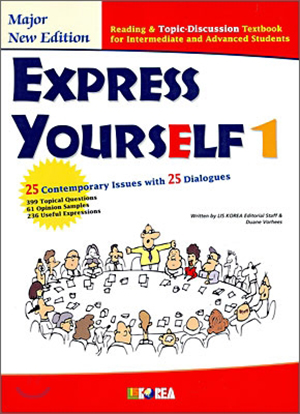 Major
New Edition
Reading & Topic-Discussion Textbook
for Intermediate and Advanced Students
EXPRESS
YOURSELF 1
25 Contemporary Issues with 25 Dialogues
399 Topical Questions
61 Opinion Samples
236 Useful Expressions
Written by LIS KOREA Editorial Staff &
Duane Vorhees
LIS KOREA